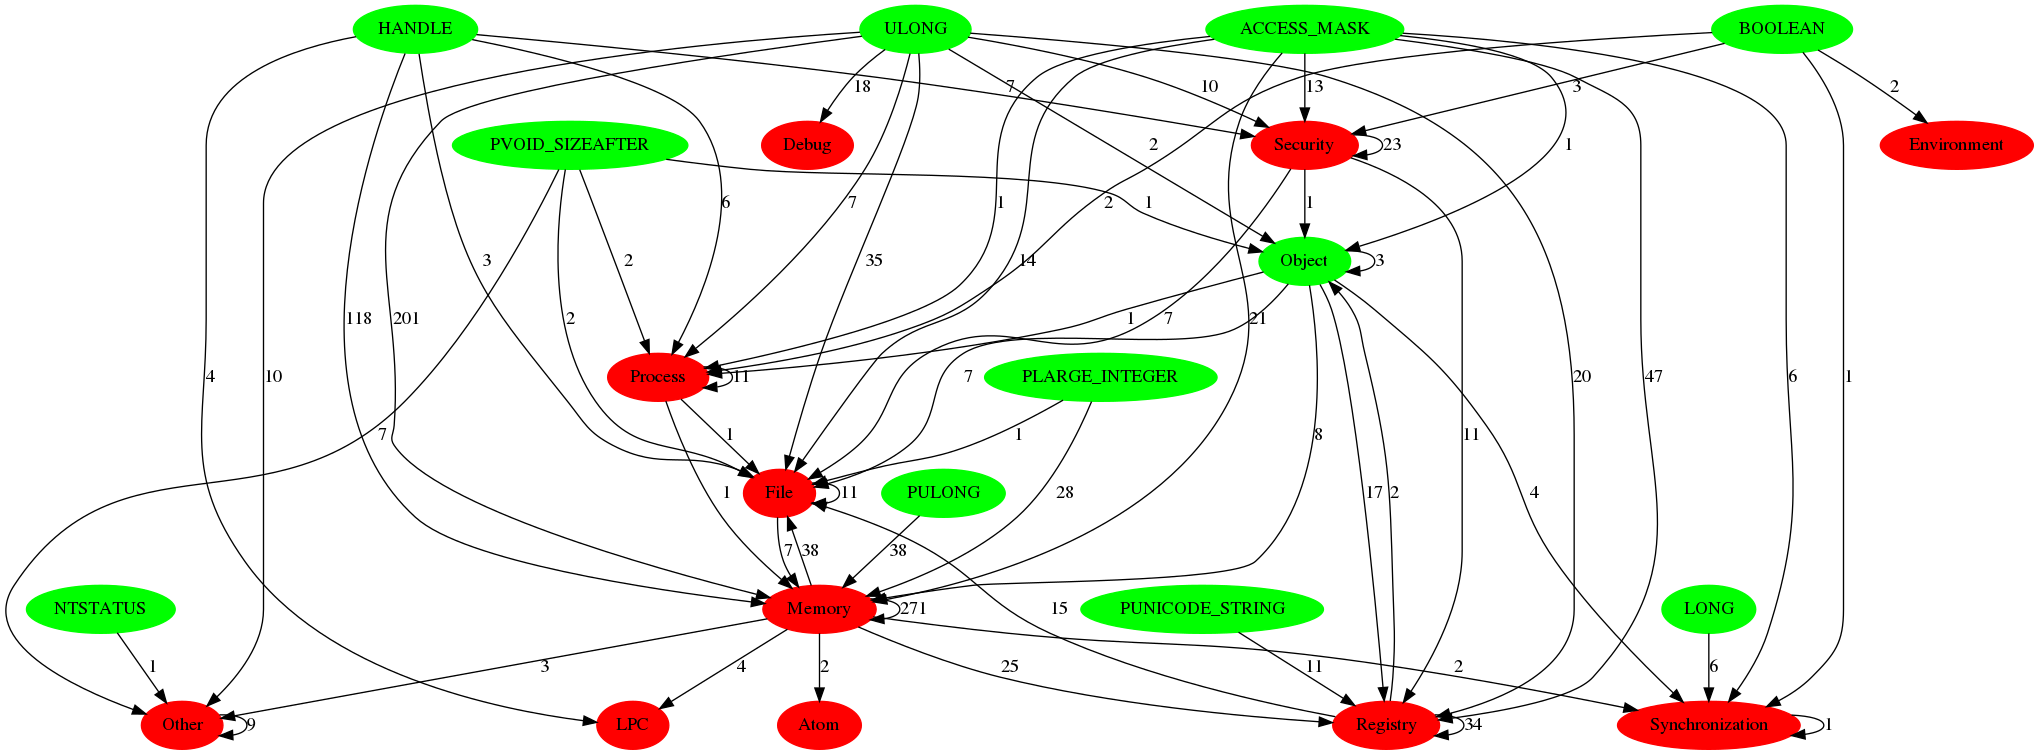 HANDLE ULONG ACCESS_MASK BOOLEAN
18 7 10 13 3 2
PVOID_SIZEAFTER Debug 2 Security 23 1 Environment
6 7 1 2 1 1
3 2 35 14 Object 3
118 201 2 1 7 21
4 10 Process 11 7 PLARGE_INTEGER 20 47 6 1
7 1 1 8 11
File 11 PULONG 1 28 17 2 4
7 38 38
NTSTATUS Memory 271 15 PUNICODE_STRING LONG
1 3 4 2 25 11 2 6
Other 9 LPC Atom Registry 34 Synchronization 1